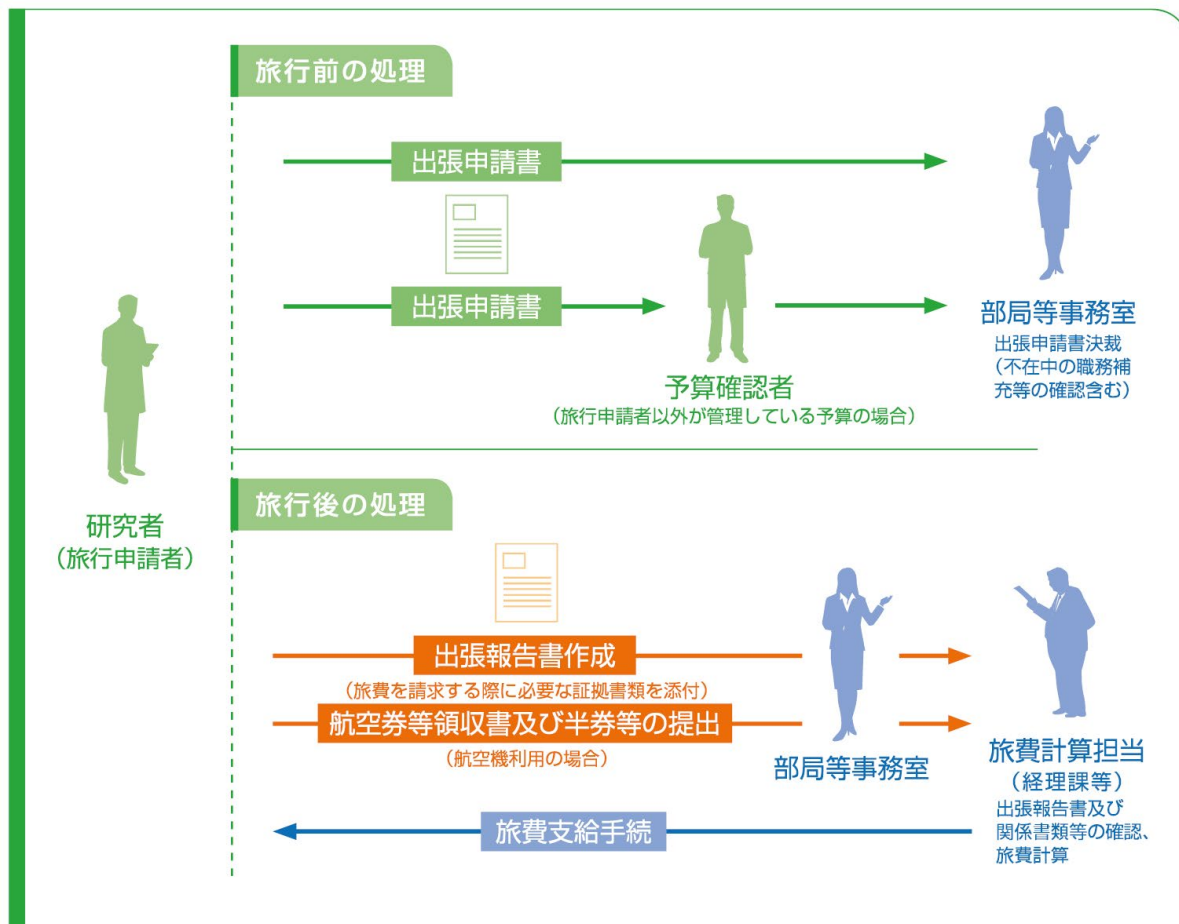 旅行前の処理
出張申請書
出張申請書
予算確認者
（旅行申請者以外が管理している予算の場合）
部局等事務室
出張申請書決裁
（不在中の職務補
充等の確認含む）
研究者
（旅行申請者）
旅行後の処理
出張報告書作成
（旅費を請求する際に必要な証拠書類を添付）
航空券等領収書及び半券等の提出
（航空機利用の場合）
部局等事務室
旅費計算担当
（経理課等）
出張報告書及び
関係書類等の確認、
旅費計算
旅費支給手続